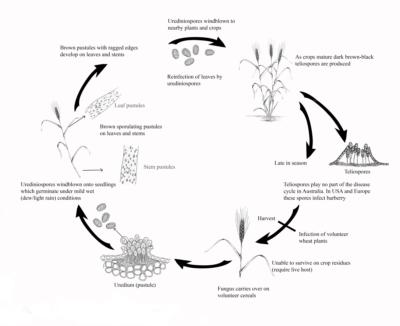 Urediniospores windblown to
nearby plants and crops
Brown pustules with ragged edges
develop on leaves and stems
Reinfection of leaves by
urediniospores
As crops mature dark brown-black
teliospores are produced
Leaf pustules
Brown sporulating pustules
on leaves and stems
Stem pustules
Late in season
Teliospores
Urediniospores windblown onto seedlings
which germinate under mild wet
(dew/light rain) conditions
Teliospores play no part of the disease
cycle in Australia. In USA and Europe
these spores infect barberry
Harvest
Infection of volunteer
wheat plants
Unable to survive on crop residues
(require live host)
Uredium (pustule)
Fungus carries over on
volunteer cereals